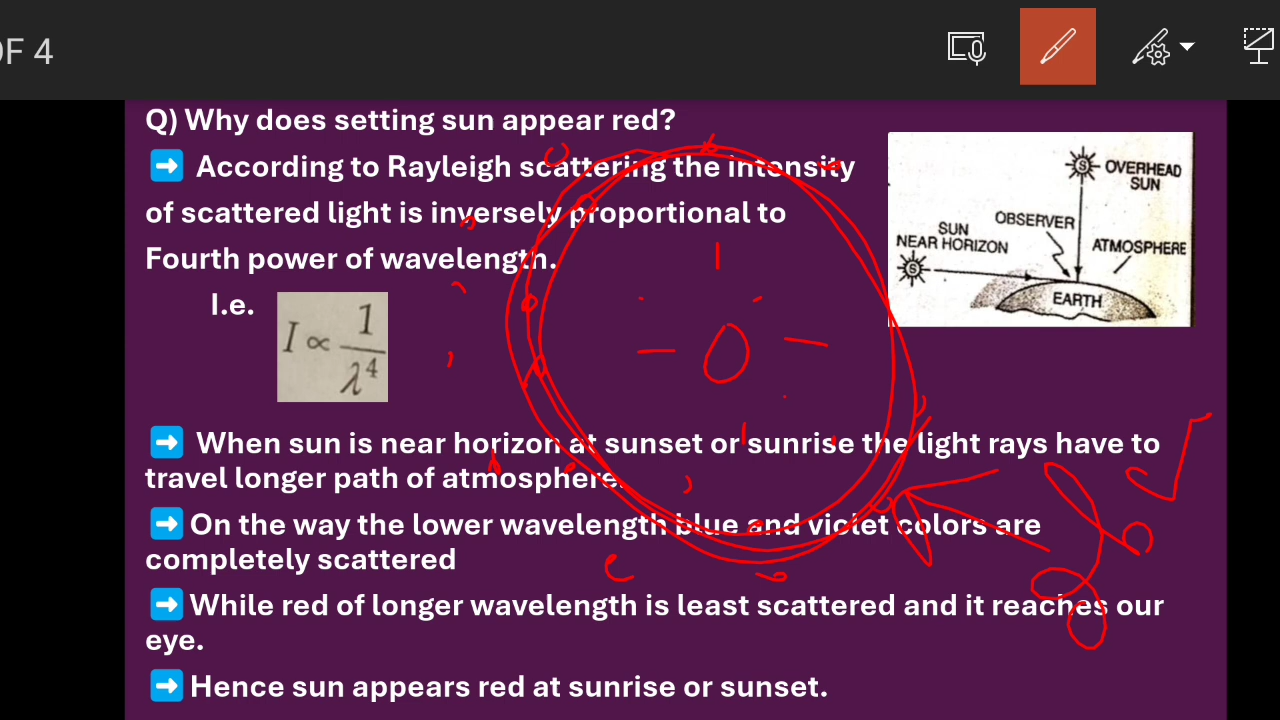 OF 4
Q) Why does setting sun appear red?
➡ According to Rayleigh scattering the intensity
of scattered light is inversely proportional to
Fourth power of wavelength.
I.e.
I ∝ 1/λ⁴
S OVERHEAD
SUN
OBSERVER
SUN
NEAR HORIZON
ATMOSPHERE
S
EARTH
➡ When sun is near horizon at sunset or sunrise the light rays have to
travel longer path of atmosphere.
➡ On the way the lower wavelength blue and violet colors are
completely scattered
➡ While red of longer wavelength is least scattered and it reaches our
eye.
➡ Hence sun appears red at sunrise or sunset.